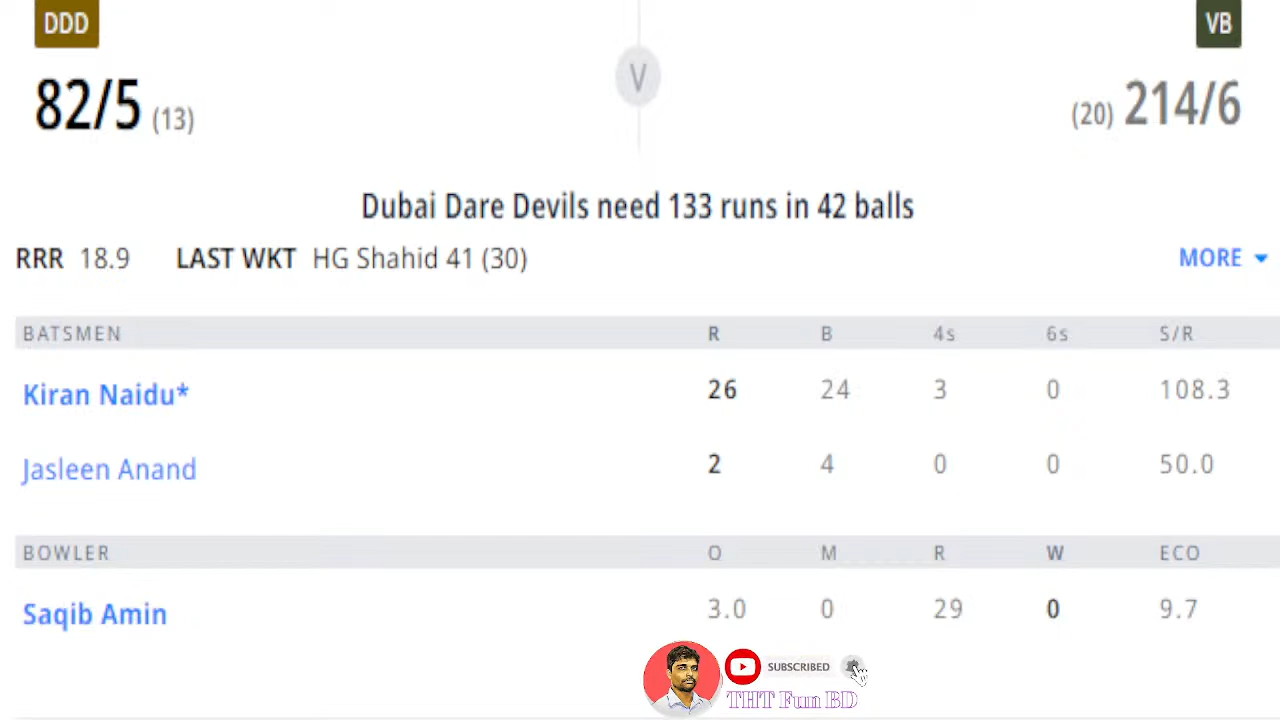 DDD
VB
82/5 (13)
V
(20) 214/6
Dubai Dare Devils need 133 runs in 42 balls
RRR 18.9 LAST WKT HG Shahid 41 (30)
MORE
BATSMEN R B 4s 6s S/R
Kiran Naidu* 26 24 3 0 108.3
Jasleen Anand 2 4 0 0 50.0
BOWLER O M R W ECO
Saqib Amin 3.0 0 29 0 9.7
SUBSCRIBED
THT Fun BD